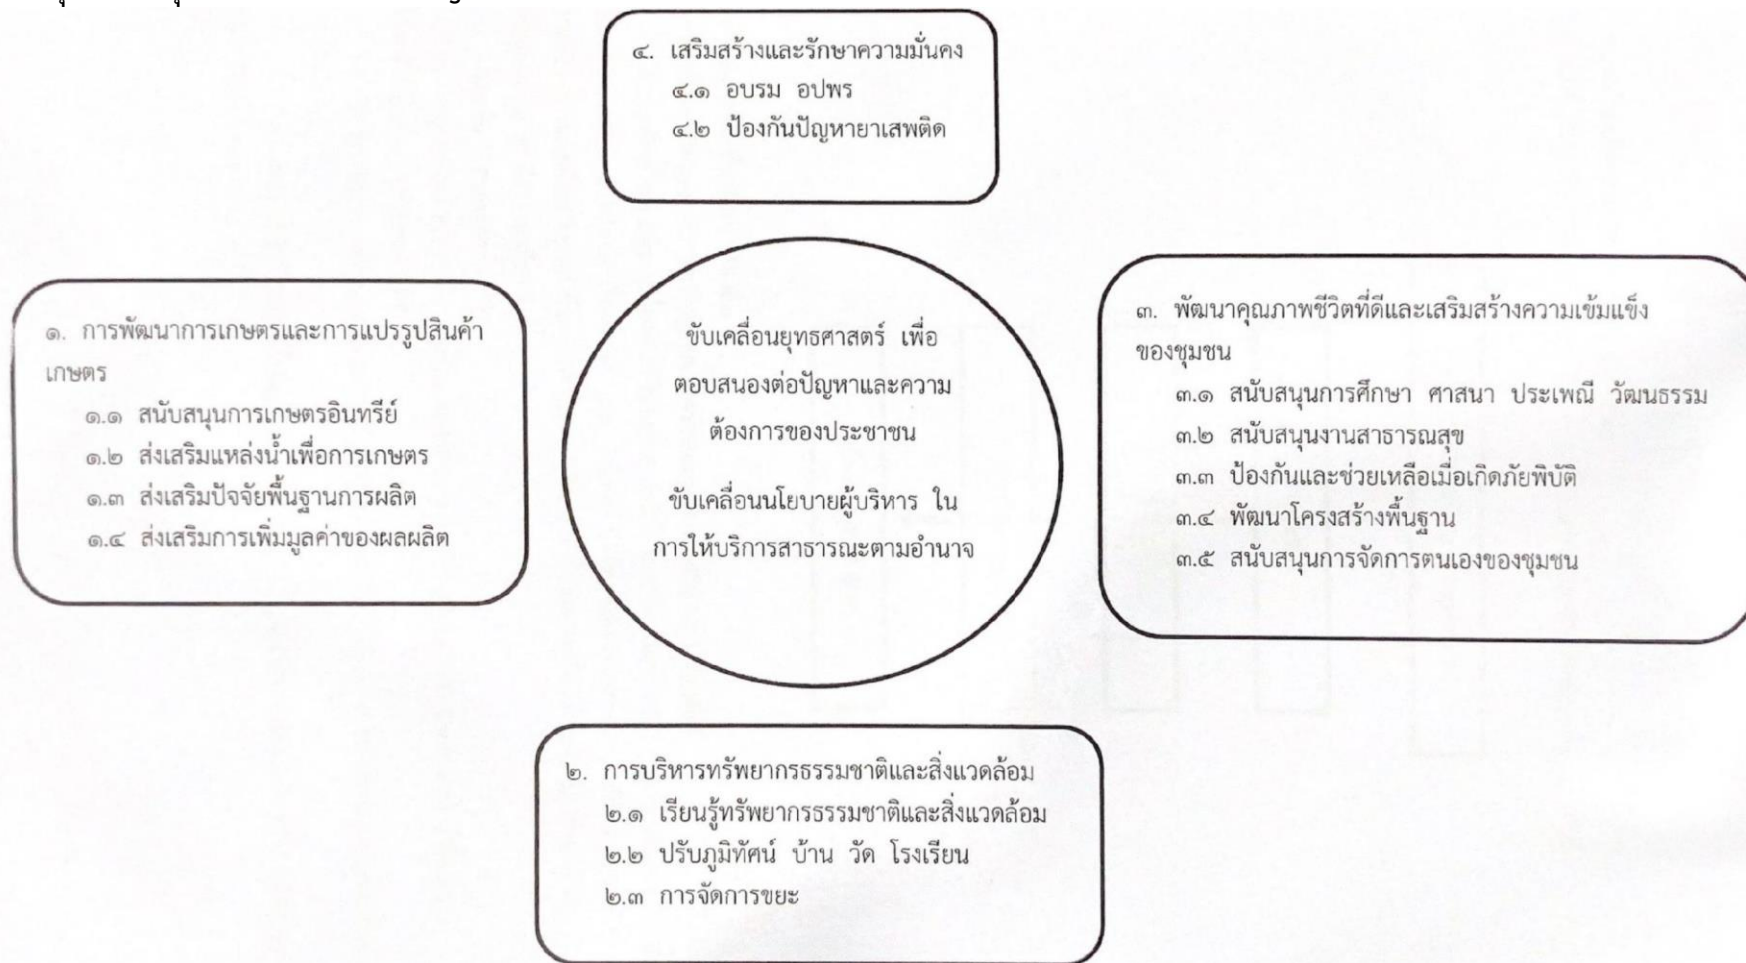 ๔. เสริมสร้างและรักษาความมั่นคง
๔.๑ อบรม อปพร
๔.๒ ป้องกันปัญหายาเสพติด
๑. การพัฒนาการเกษตรและการแปรรูปสินค้า
เกษตร
๑.๑ สนับสนุนการเกษตรอินทรีย์
๑.๒ ส่งเสริมแหล่งน้ำเพื่อการเกษตร
๑.๓ ส่งเสริมปัจจัยพื้นฐานการผลิต
๑.๔ ส่งเสริมการเพิ่มมูลค่าของผลผลิต
ขับเคลื่อนยุทธศาสตร์ เพื่อ
ตอบสนองต่อปัญหาและความ
ต้องการของประชาชน
ขับเคลื่อนนโยบายผู้บริหาร ใน
การให้บริการสาธารณะตามอำนาจ
๓. พัฒนาคุณภาพชีวิตที่ดีและเสริมสร้างความเข้มแข็ง
ของชุมชน
๓.๑ สนับสนุนการศึกษา ศาสนา ประเพณี วัฒนธรรม
๓.๒ สนับสนุนงานสาธารณสุข
๓.๓ ป้องกันและช่วยเหลือเมื่อเกิดภัยพิบัติ
๓.๔ พัฒนาโครงสร้างพื้นฐาน
๓.๕ สนับสนุนการจัดการตนเองของชุมชน
๒. การบริหารทรัพยากรธรรมชาติและสิ่งแวดล้อม
๒.๑ เรียนรู้ทรัพยากรธรรมชาติและสิ่งแวดล้อม
๒.๒ ปรับภูมิทัศน์ บ้าน วัด โรงเรียน
๒.๓ การจัดการขยะ